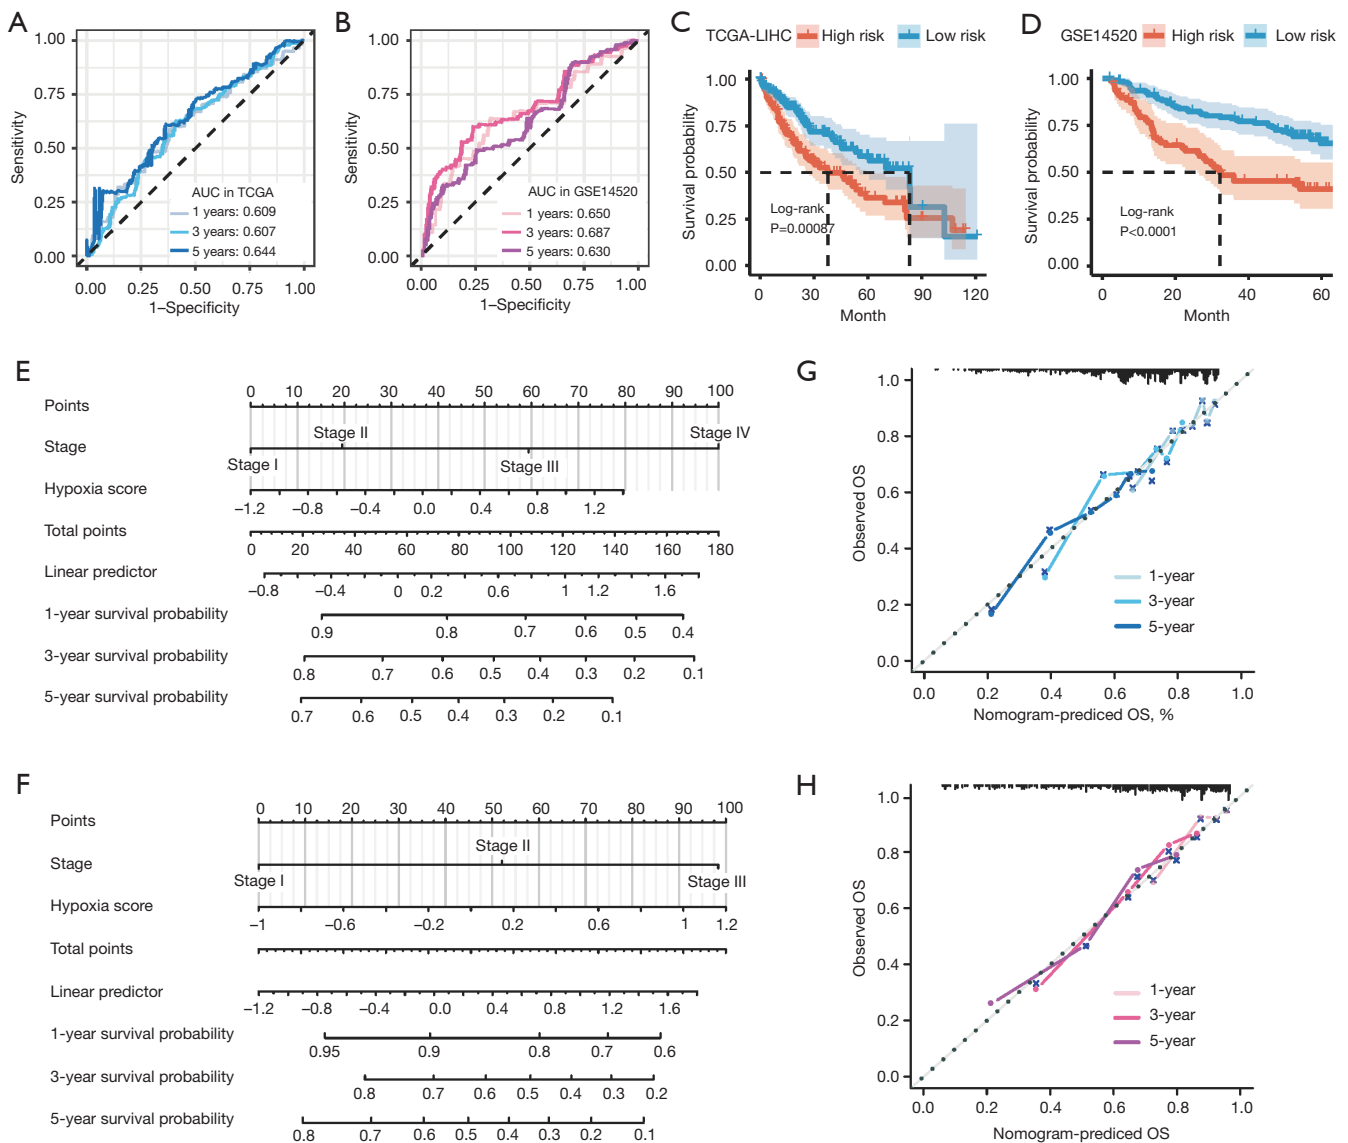 A
1.00
0.75
0.50
0.25
0.00
Sensitivity
AUC in TCGA
1 years: 0.609
3 years: 0.607
5 years: 0.644
0.00 0.25 0.50 0.75 1.00
1–Specificity
B
1.00
0.75
0.50
0.25
0.00
Sensitivity
AUC in GSE14520
1 years: 0.650
3 years: 0.687
5 years: 0.630
0.00 0.25 0.50 0.75 1.00
1–Specificity
C
TCGA-LIHC High risk Low risk
1.00
0.75
0.50
0.25
0.00
Survival probability
Log-rank
P=0.00087
0 30 60 90 120
Month
D
GSE14520 High risk Low risk
1.00
0.75
0.50
0.25
0.00
Survival probability
Log-rank
P<0.0001
0 20 40 60
Month
E
0 10 20 30 40 50 60 70 80 90 100
Points
Stage II Stage IV
Stage
Stage I Stage III
Hypoxia score
−1.2 −0.8 −0.4 0.0 0.4 0.8 1.2
Total points
0 20 40 60 80 100 120 140 160 180
Linear predictor
−0.8 −0.4 0 0.2 0.6 1 1.2 1.6
1-year survival probability
0.9 0.8 0.7 0.6 0.5 0.4
3-year survival probability
0.8 0.7 0.6 0.5 0.4 0.3 0.2 0.1
5-year survival probability
0.7 0.6 0.5 0.4 0.3 0.2 0.1
G
1.0
0.8
0.6
0.4
0.2
0.0
Observed OS
1-year
3-year
5-year
0.0 0.2 0.4 0.6 0.8 1.0
Nomogram-prediced OS, %
F
0 10 20 30 40 50 60 70 80 90 100
Points
Stage II
Stage
Stage I Stage III
Hypoxia score
−1 −0.6 −0.2 0.2 0.6 1 1.2
Total points
Linear predictor
−1.2 −0.8 −0.4 0.0 0.4 0.8 1.2 1.6
1-year survival probability
0.95 0.9 0.8 0.7 0.6
3-year survival probability
0.8 0.7 0.6 0.5 0.4 0.3 0.2
5-year survival probability
0.8 0.7 0.6 0.5 0.4 0.3 0.2 0.1
H
1.0
0.8
0.6
0.4
0.2
0.0
Observed OS
1-year
3-year
5-year
0.0 0.2 0.4 0.6 0.8 1.0
Nomogram-prediced OS